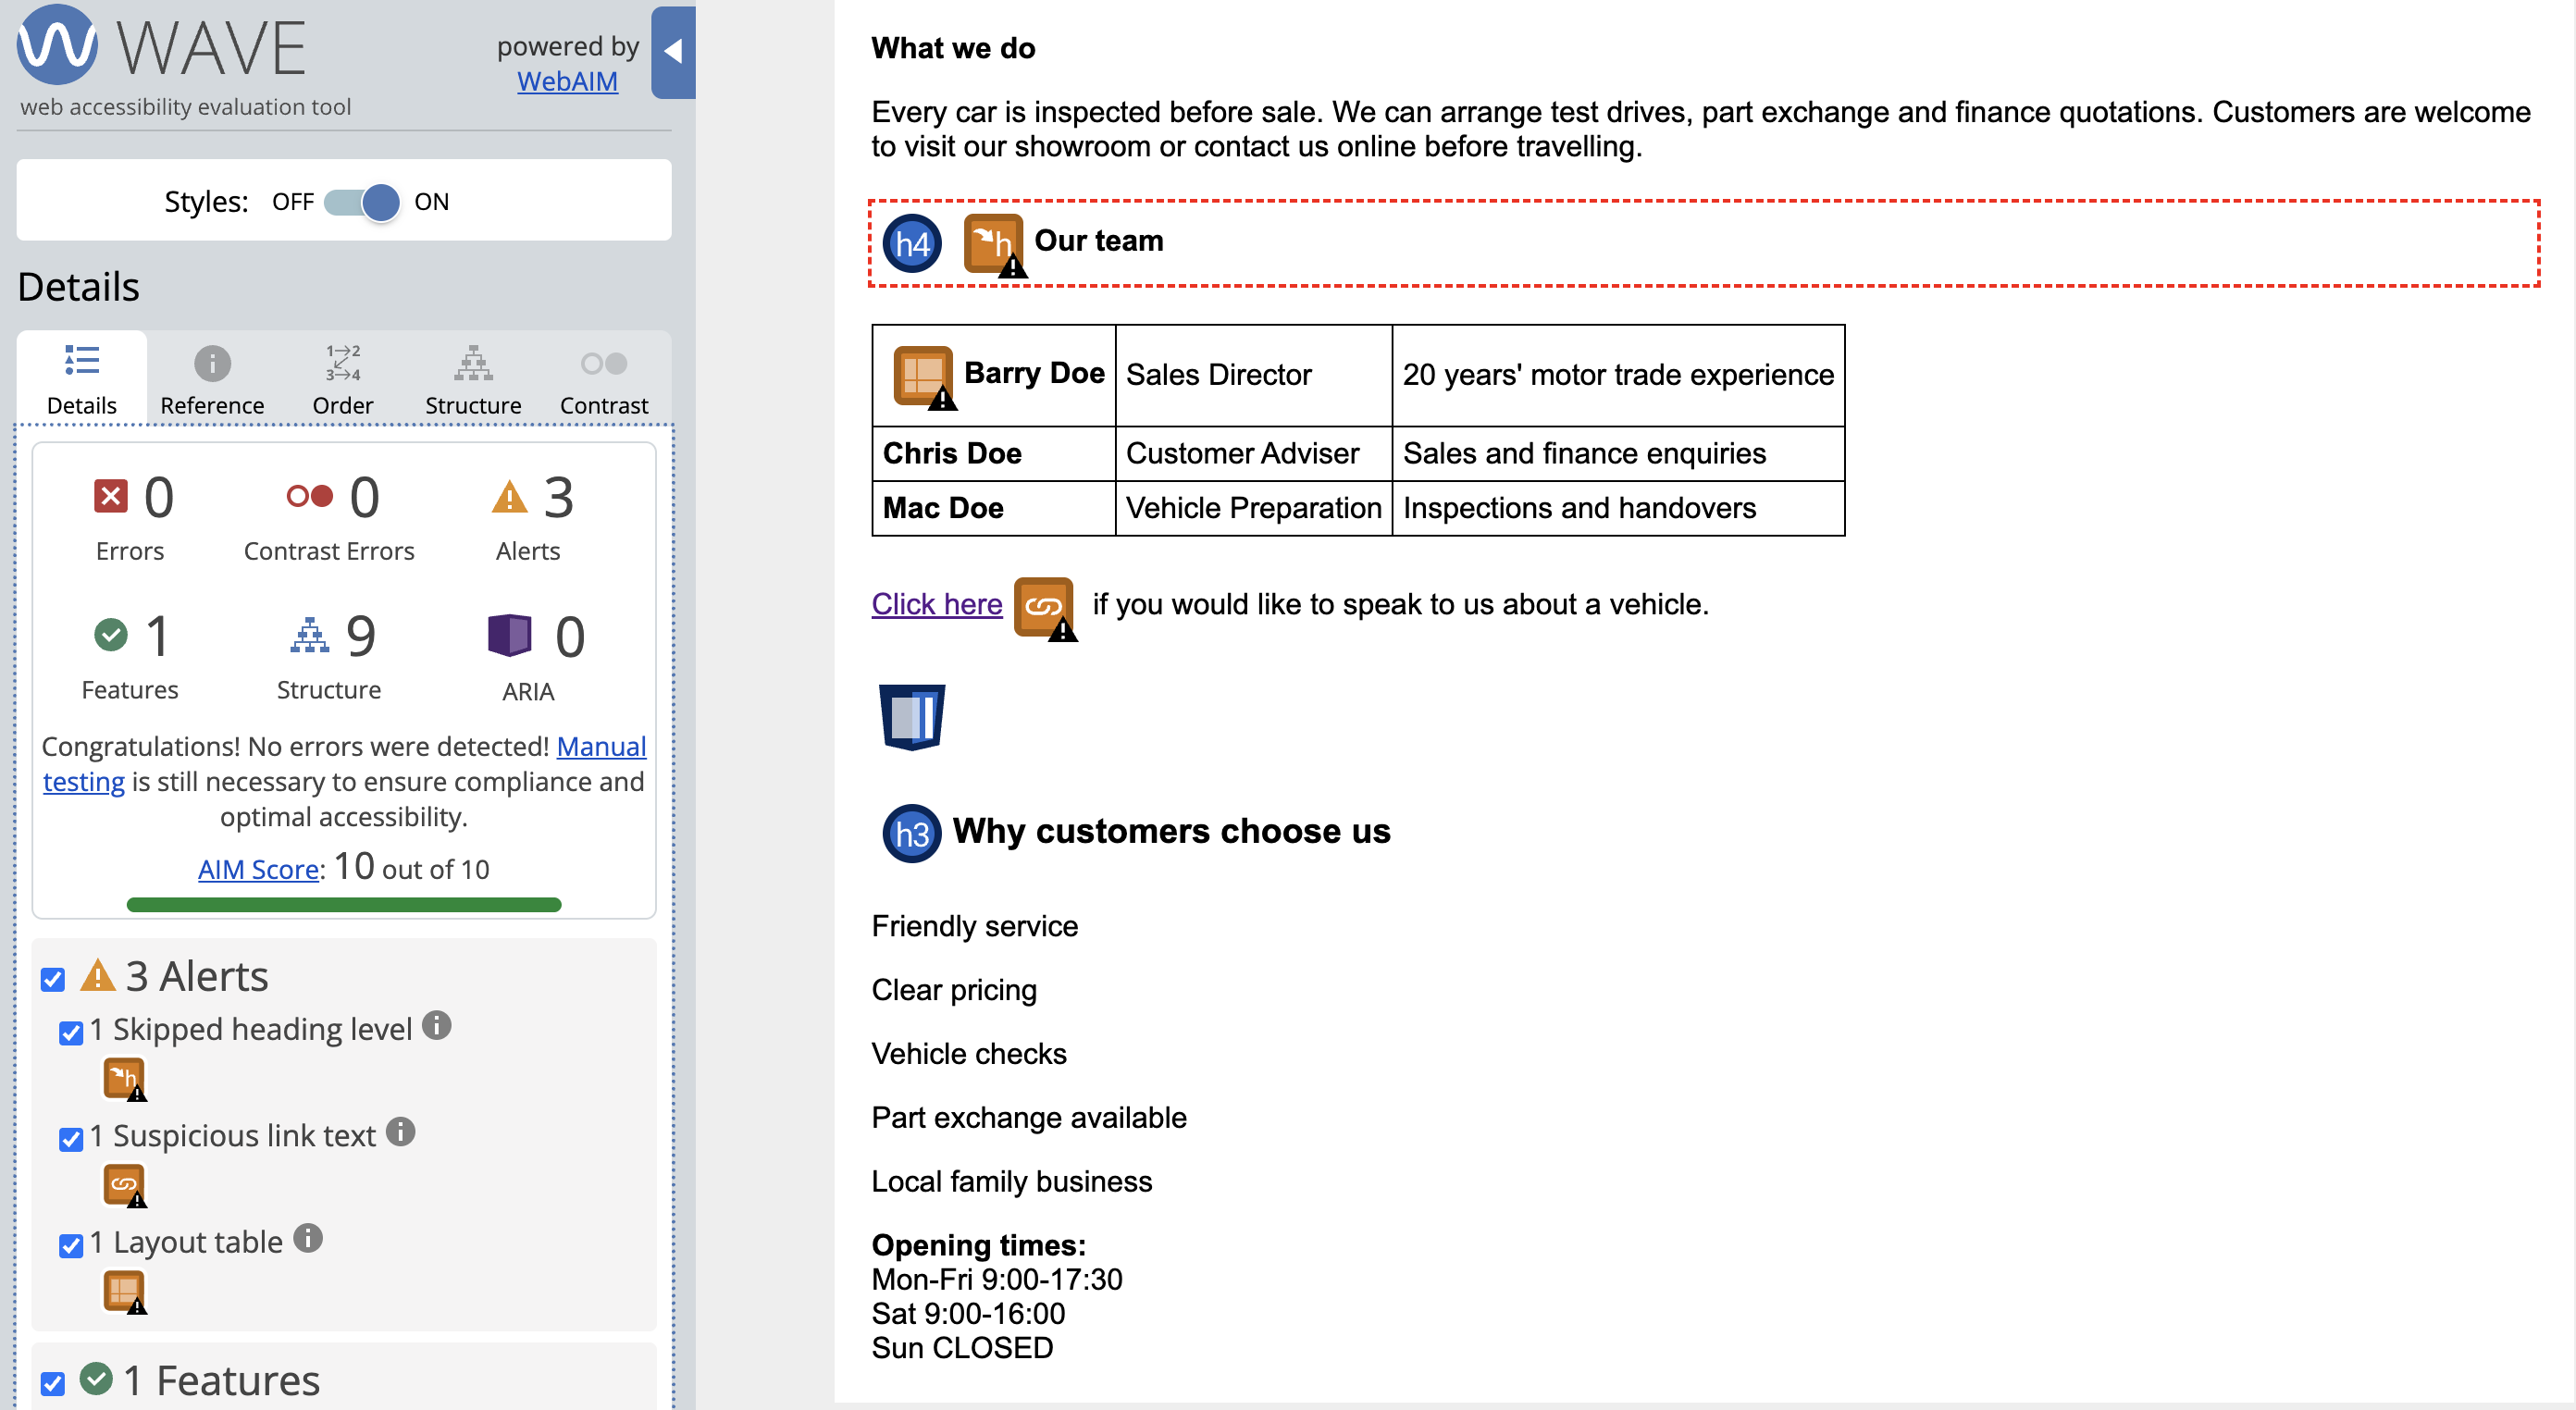 WAVE
powered by
WebAIM
web accessibility evaluation tool
Styles: OFF ON
Details
Details Reference Order Structure Contrast
0 0 3
Errors Contrast Errors Alerts
1 9 0
Features Structure ARIA
Congratulations! No errors were detected! Manual
testing is still necessary to ensure compliance and
optimal accessibility.
AIM Score: 10 out of 10
3 Alerts
1 Skipped heading level
1 Suspicious link text
1 Layout table
1 Features
What we do
Every car is inspected before sale. We can arrange test drives, part exchange and finance quotations. Customers are welcome
to visit our showroom or contact us online before travelling.
h4 h Our team
Barry Doe Sales Director 20 years' motor trade experience
Chris Doe Customer Adviser Sales and finance enquiries
Mac Doe Vehicle Preparation Inspections and handovers
Click here if you would like to speak to us about a vehicle.
h3 Why customers choose us
Friendly service
Clear pricing
Vehicle checks
Part exchange available
Local family business
Opening times:
Mon-Fri 9:00-17:30
Sat 9:00-16:00
Sun CLOSED